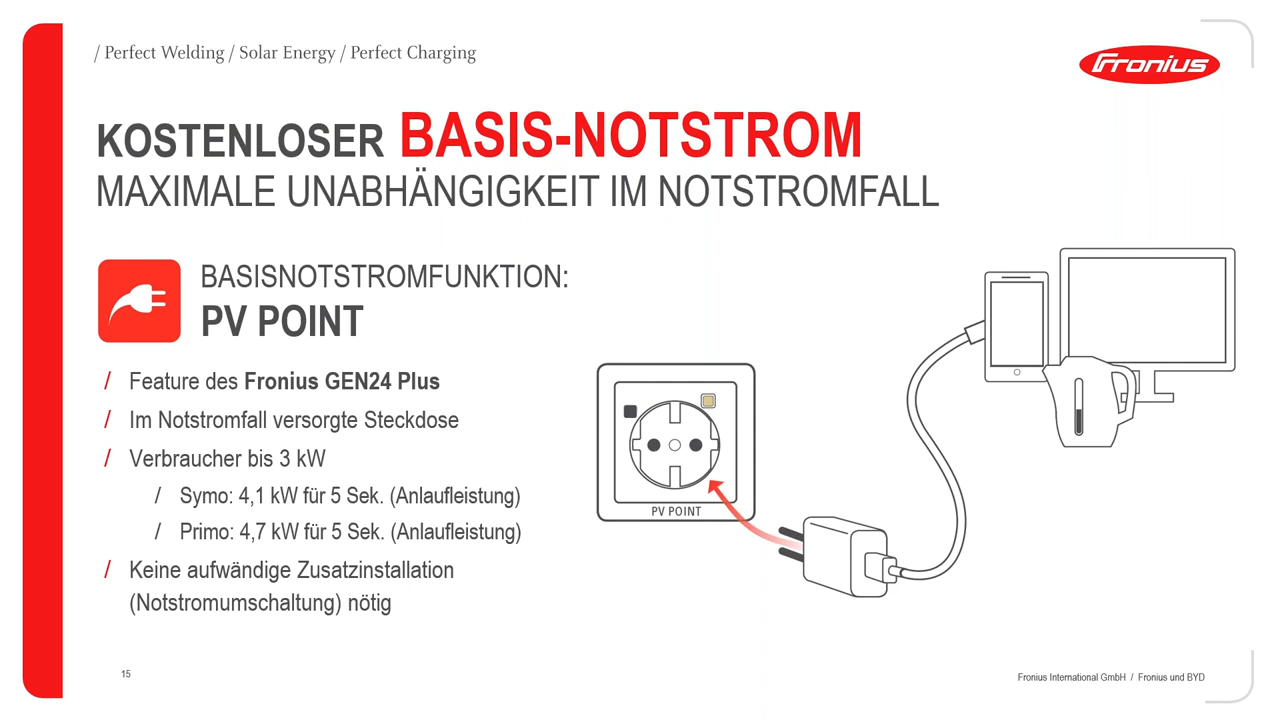 / Perfect Welding / Solar Energy / Perfect Charging
Fronius
KOSTENLOSER BASIS-NOTSTROM
MAXIMALE UNABHÄNGIGKEIT IM NOTSTROMFALL
BASISNOTSTROMFUNKTION:
PV POINT
/ Feature des Fronius GEN24 Plus
/ Im Notstromfall versorgte Steckdose
/ Verbraucher bis 3 kW
/ Symo: 4,1 kW für 5 Sek. (Anlaufleistung)
/ Primo: 4,7 kW für 5 Sek. (Anlaufleistung)
/ Keine aufwändige Zusatzinstallation
(Notstromumschaltung) nötig
PV POINT
15
Fronius International GmbH / Fronius und BYD